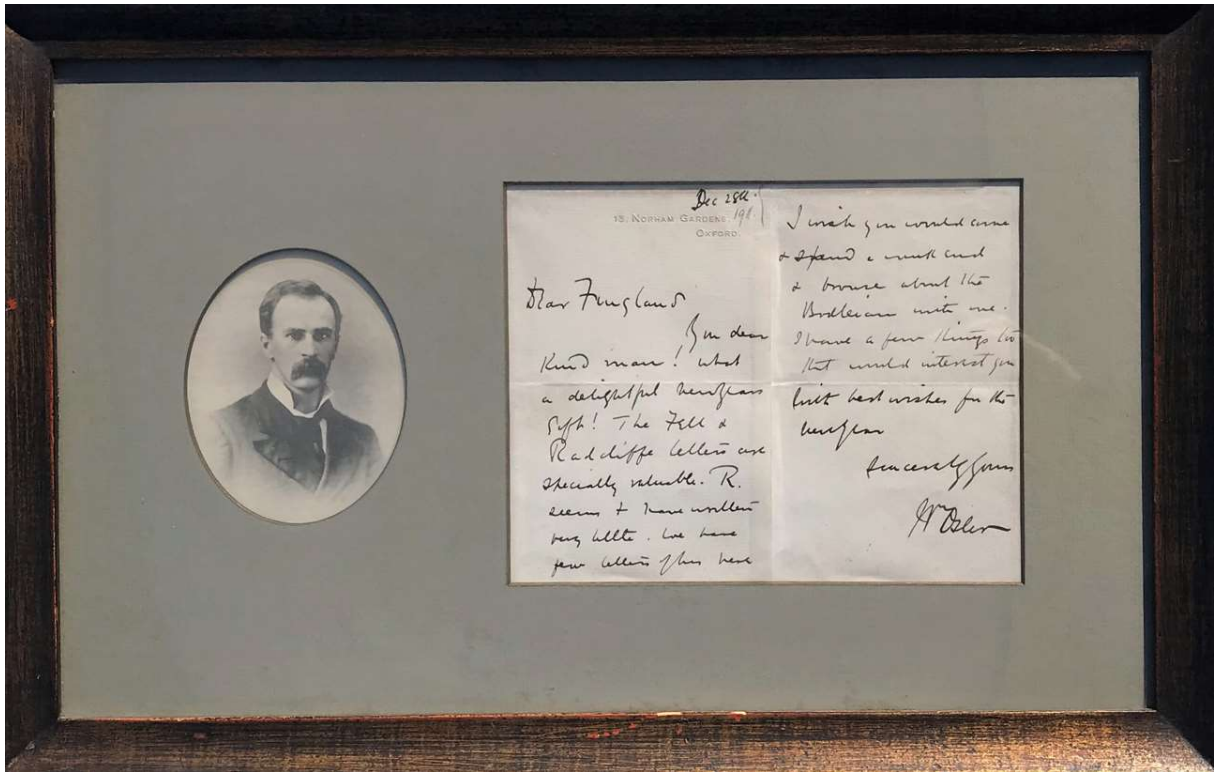 Dec 28th
13, NORHAM GARDENS,
OXFORD.
Dear
You dear
Kind man! What
a delightful New Years
Gift! The Fell &
Radcliffe letters are
specially valuable. R.
seems to have written
very little. We have
few letters of his here
I wish you would come
& spend a week end
& browse about the
Bodleian with me.
I have a few things too
that would interest you
With best wishes for the
New Year
Sincerely yours
Wm Osler